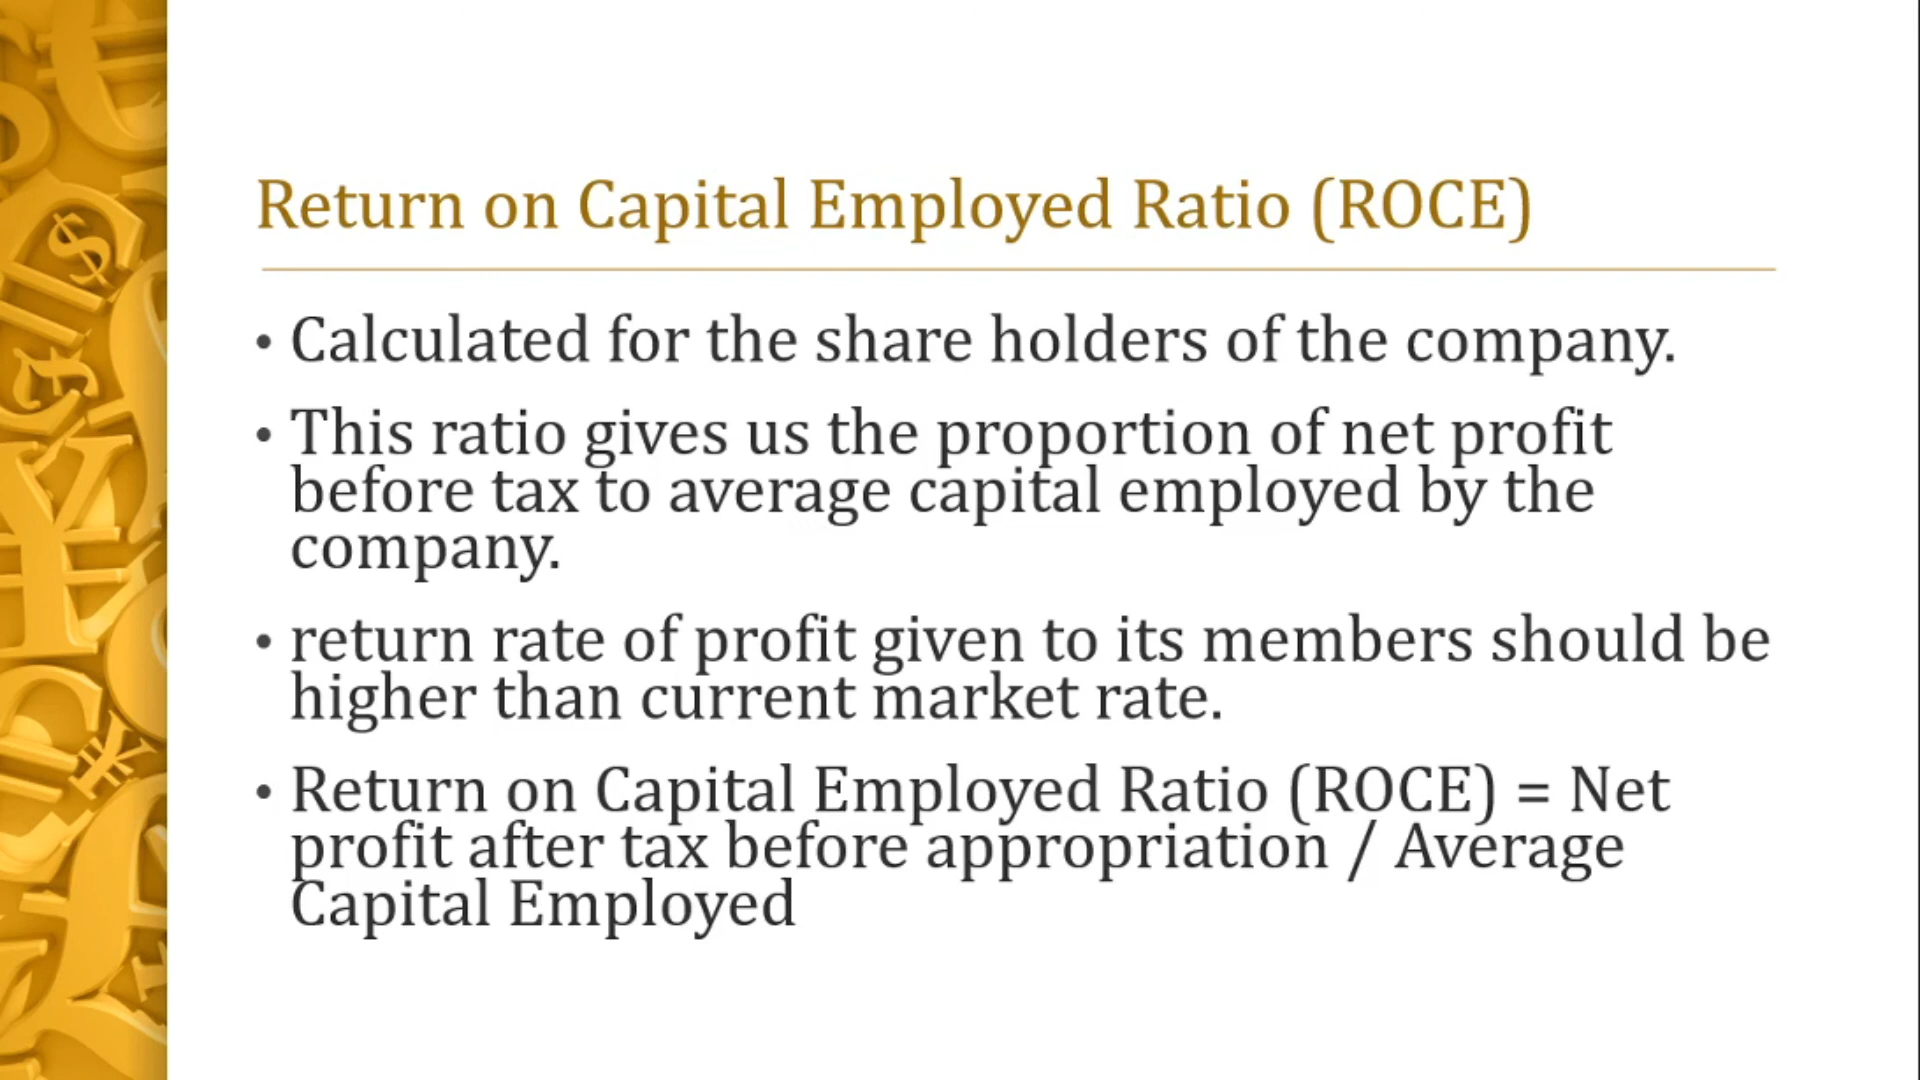 Return on Capital Employed Ratio (ROCE)
• Calculated for the share holders of the company.
• This ratio gives us the proportion of net profit
before tax to average capital employed by the
company.
• return rate of profit given to its members should be
higher than current market rate.
• Return on Capital Employed Ratio (ROCE) = Net
profit after tax before appropriation / Average
Capital Employed